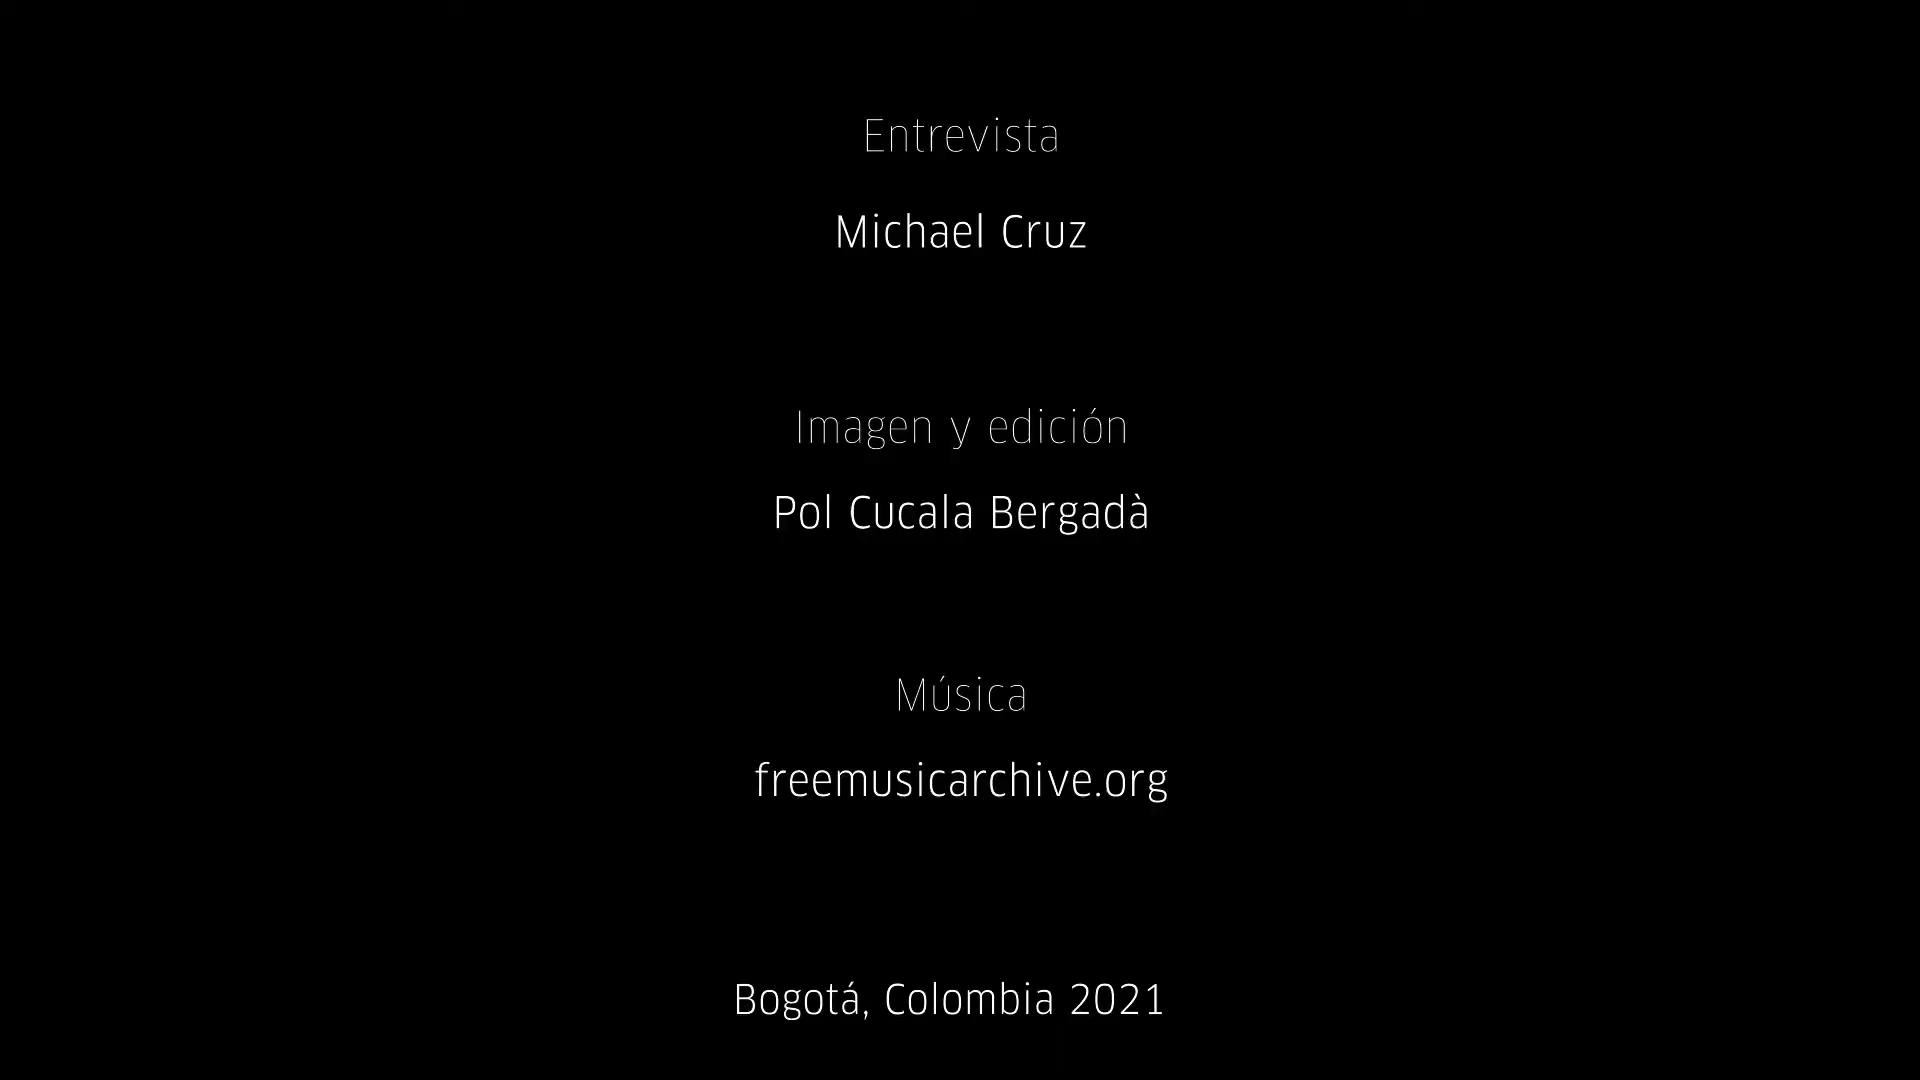 Entrevista
Michael Cruz
Imagen y edición
Pol Cucala Bergadà
Música
freemusicarchive.org
Bogotá, Colombia 2021